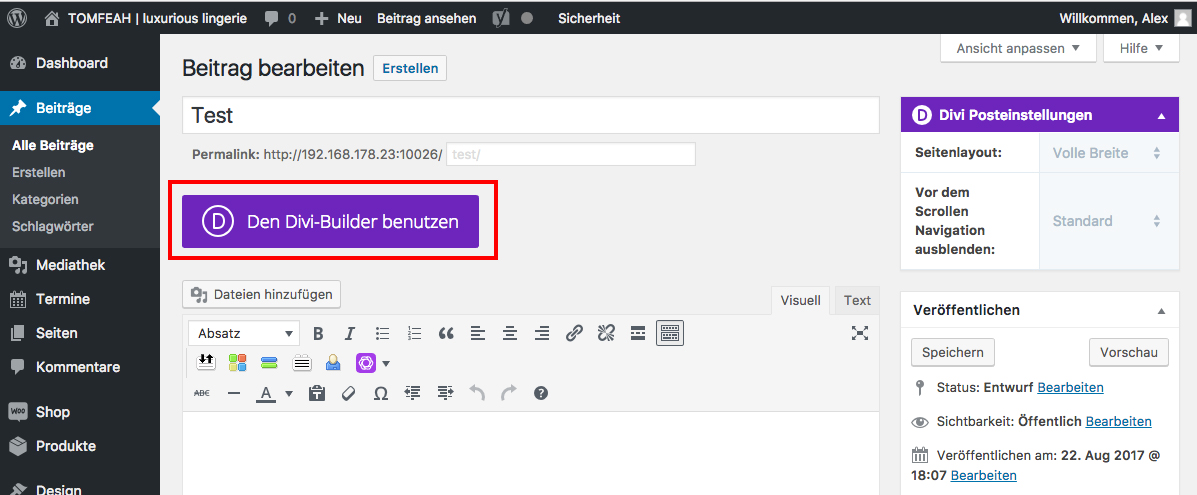 TOMFEAH | luxurious lingerie 0 Neu Beitrag ansehen Sicherheit Willkommen, Alex
Dashboard
Beiträge
Alle Beiträge
Erstellen
Kategorien
Schlagwörter
Mediathek
Termine
Seiten
Kommentare
WOO Shop
Produkte
Design
Ansicht anpassen Hilfe
Beitrag bearbeiten Erstellen
Test
Permalink: http://192.168.178.23:10026/ test/
D Den Divi-Builder benutzen
Dateien hinzufügen
Visuell Text
Absatz B I
ABC A Ω
D Divi Posteinstellungen
Seitenlayout: Volle Breite
Vor dem
Scrollen
Navigation
ausblenden:
Standard
Veröffentlichen
Speichern Vorschau
Status: Entwurf Bearbeiten
Sichtbarkeit: Öffentlich Bearbeiten
Veröffentlichen am: 22. Aug 2017 @
18:07 Bearbeiten